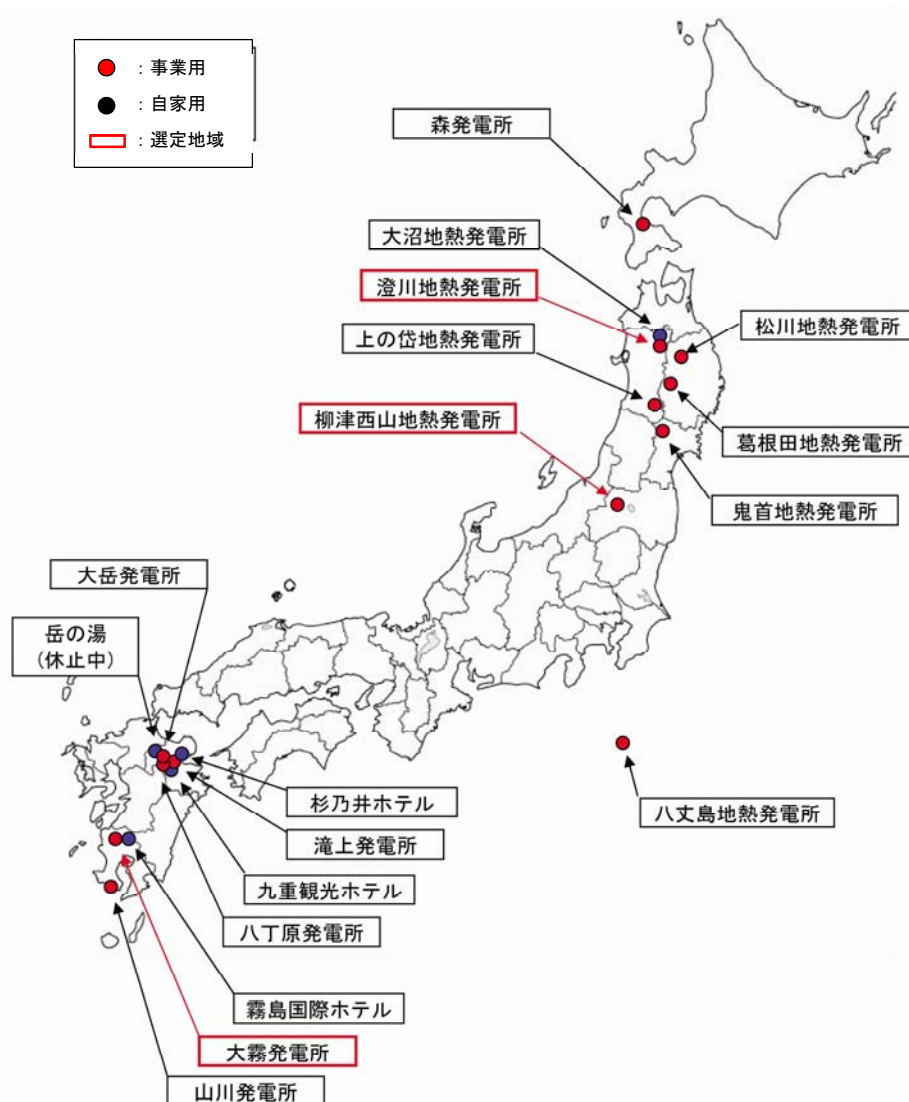 ：事業用
：自家用
：選定地域
森発電所
大沼地熱発電所
澄川地熱発電所
松川地熱発電所
上の岱地熱発電所
柳津西山地熱発電所
葛根田地熱発電所
鬼首地熱発電所
大岳発電所
岳の湯
（休止中）
杉乃井ホテル
八丈島地熱発電所
滝上発電所
九重観光ホテル
八丁原発電所
霧島国際ホテル
大霧発電所
山川発電所